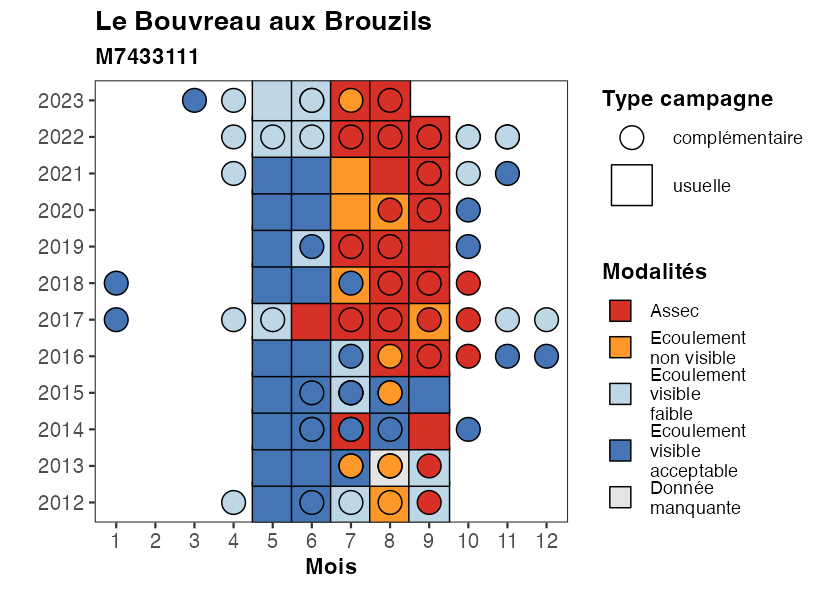 Le Bouvreau aux Brouzils
M7433111
2023
2022
2021
2020
2019
2018
2017
2016
2015
2014
2013
2012
1 2 3 4 5 6 7 8 9 10 11 12
Mois
Type campagne
complémentaire
usuelle
Modalités
Assec
Ecoulement
non visible
Ecoulement
visible
faible
Ecoulement
visible
acceptable
Donnée
manquante